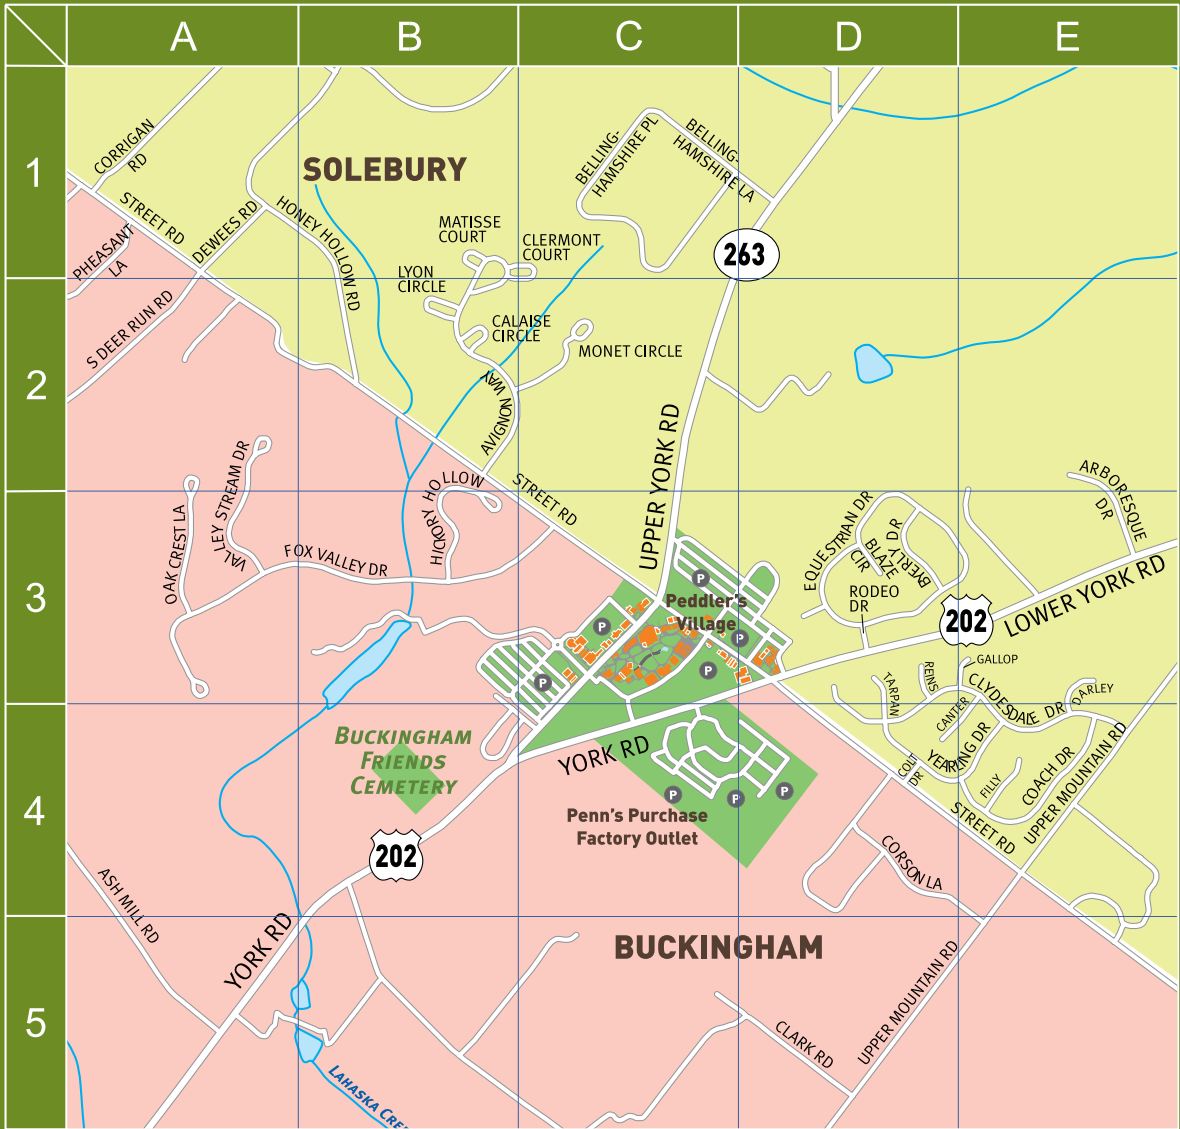 A
B
C
D
E
1
2
3
4
5
CORRIGAN
RD
SOLEBURY
BELLING-
HAMSHIRE PL
BELLING-
HAMSHIRE LA
STREET RD
PHEASANT
LA
DEWEES RD
HONEY HOLLOW RD
MATISSE
COURT
CLERMONT
COURT
263
LYON
CIRCLE
S DEER RUN RD
CALAISE
CIRCLE
MONET CIRCLE
AVIGNON WAY
UPPER YORK RD
VALLEY STREAM DR
OAK CREST LA
HICKORY HOLLOW
STREET RD
FOX VALLEY DR
ARBORESQUE
DR
EQUESTRIAN DR
BLAZE
CIR
BYERLY DR
RODEO
DR
202
LOWER YORK RD
P
Peddler's
Village
P
P
P
P
GALLOP
REINS
TARPAN
CLYDESDALE DR
DARLEY
CANTER
YEARLING DR
COLT
DR
FILLY
COACH DR
UPPER MOUNTAIN RD
STREET RD
BUCKINGHAM
FRIENDS
CEMETERY
YORK RD
P
P
P
Penn's Purchase
Factory Outlet
202
CORSON LA
ASH MILL RD
YORK RD
BUCKINGHAM
UPPER MOUNTAIN RD
CLARK RD
LAHASKA